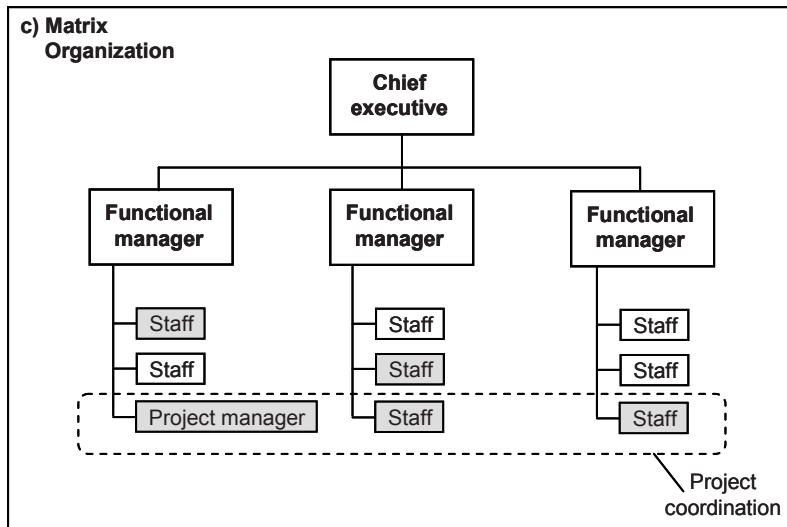 c) Matrix
Organization
Chief
executive
Functional
manager
Functional
manager
Functional
manager
Staff
Staff
Staff
Staff
Staff
Staff
Project manager
Staff
Staff
Project
coordination